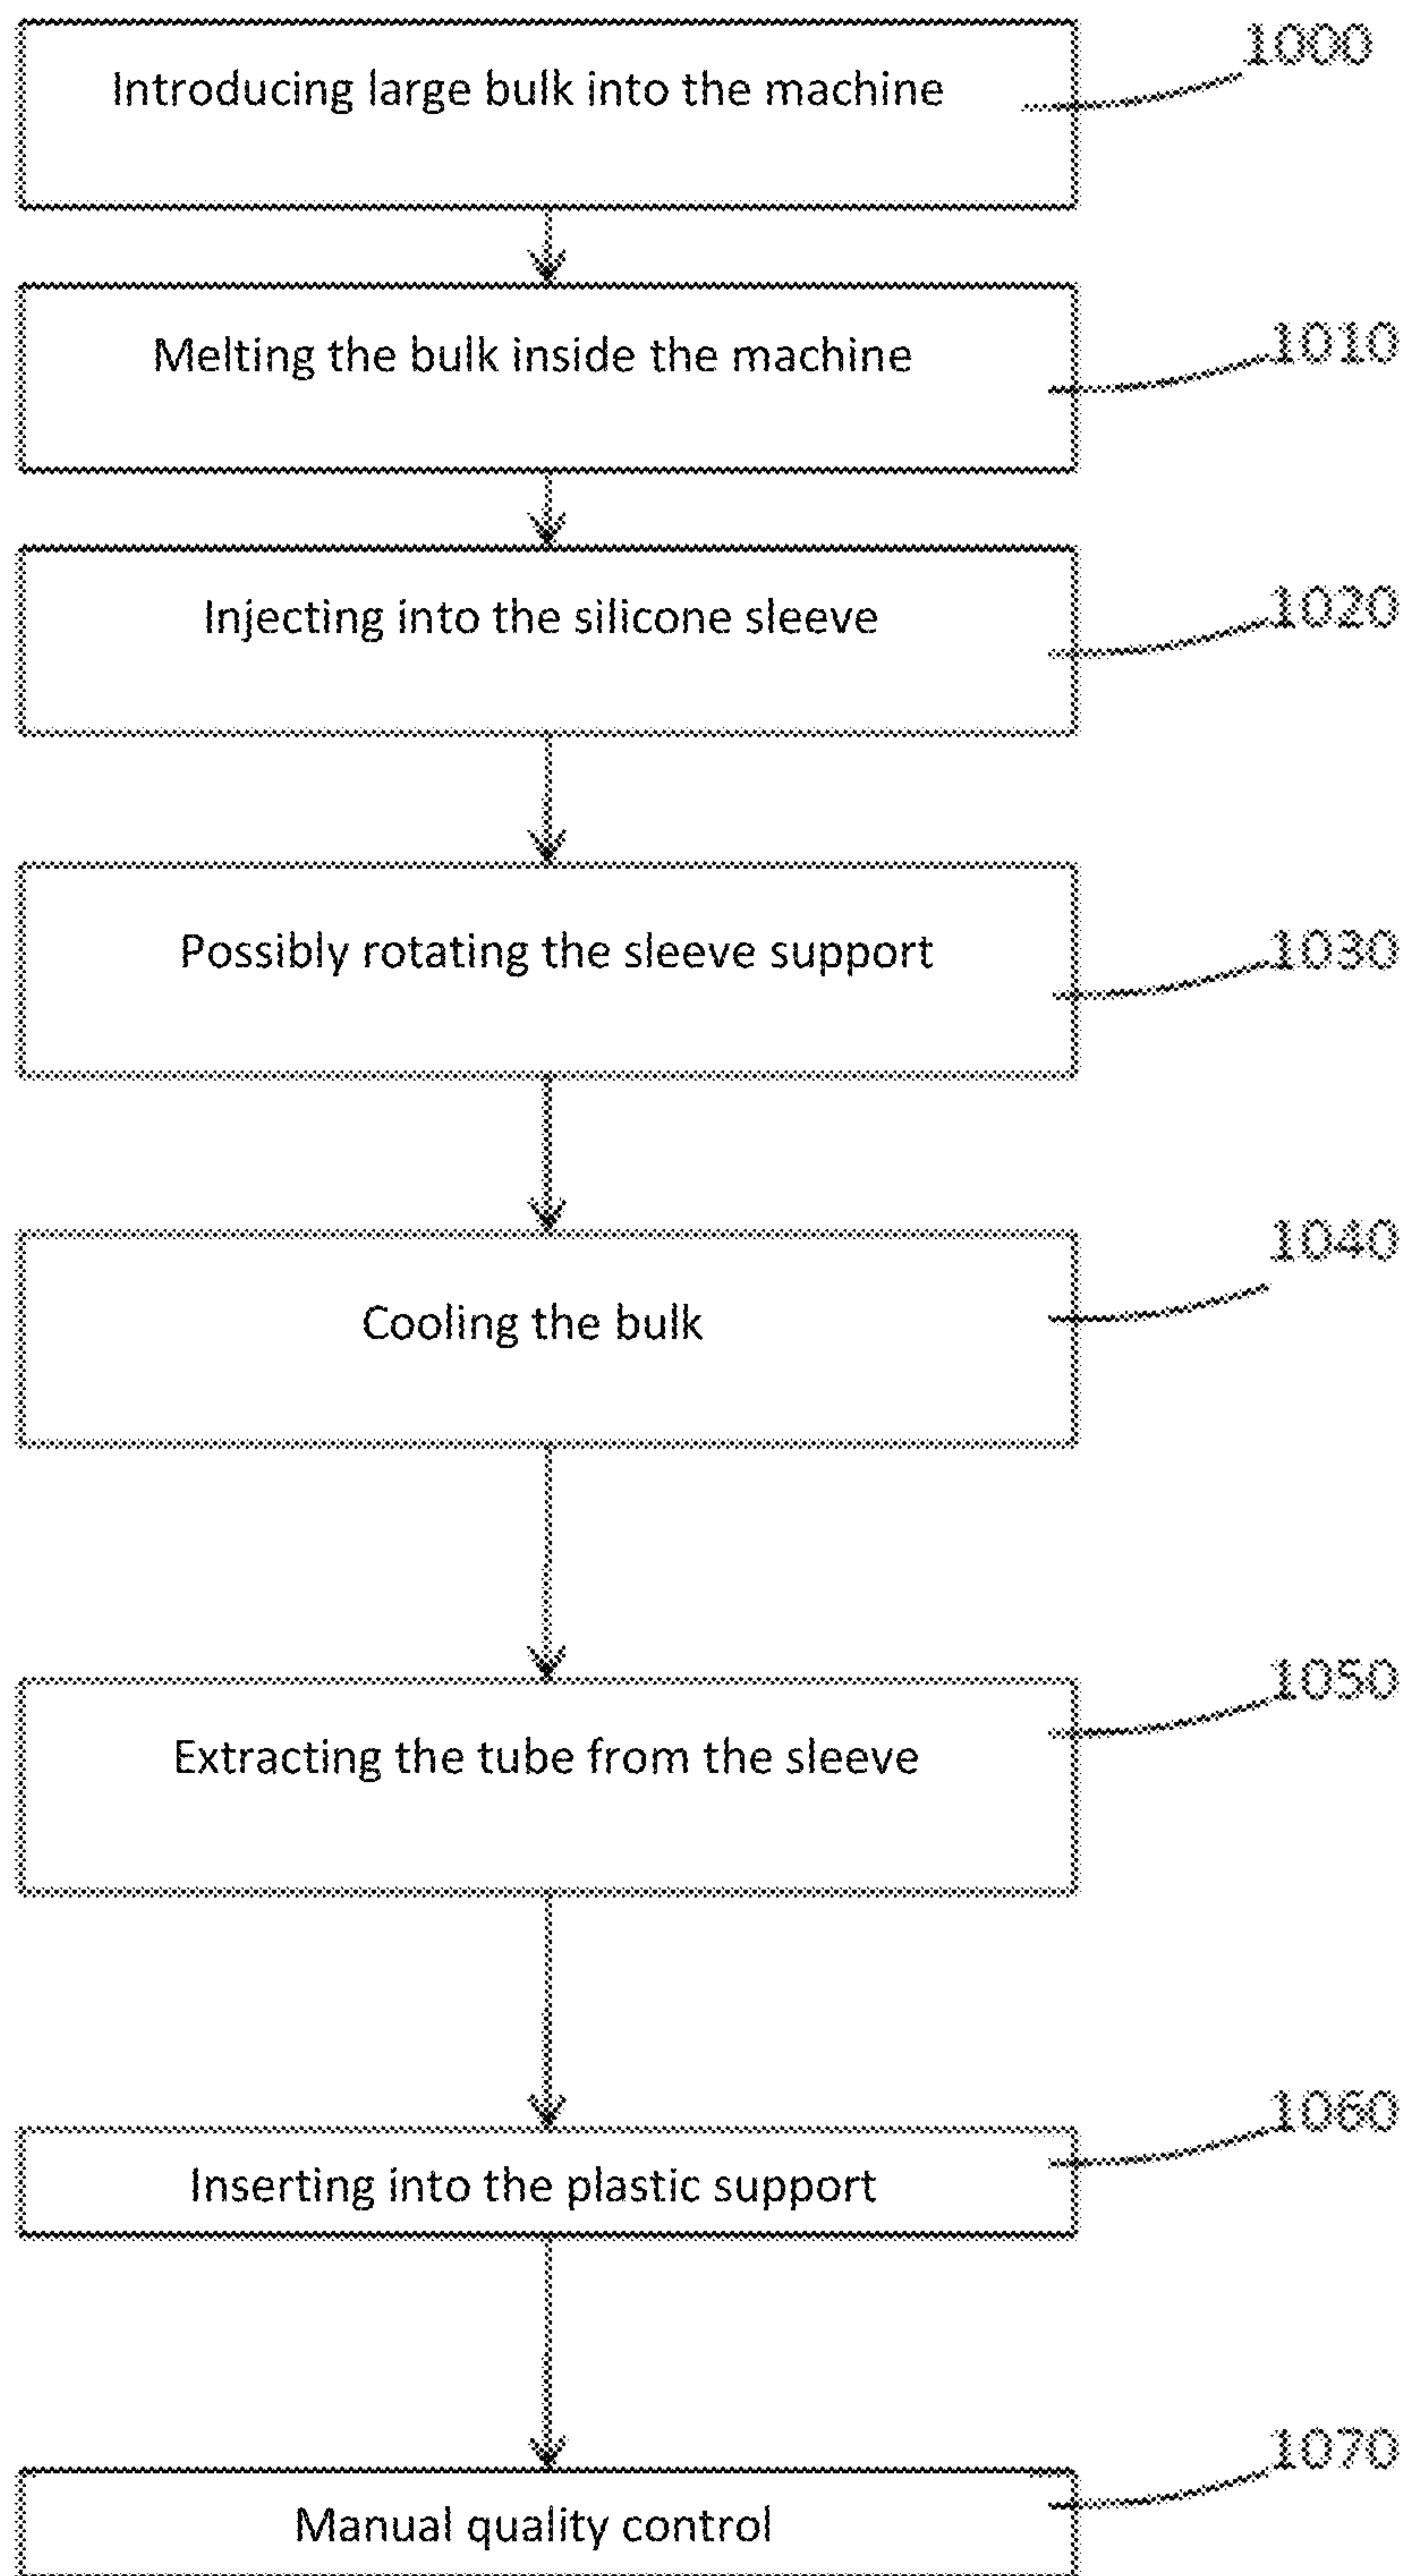 Introducing large bulk into the machine
1000
Melting the bulk inside the machine
1010
Injecting into the silicone sleeve
1020
Possibly rotating the sleeve support
1030
Cooling the bulk
1040
Extracting the tube from the sleeve
1050
Inserting into the plastic support
1060
Manual quality control
1070